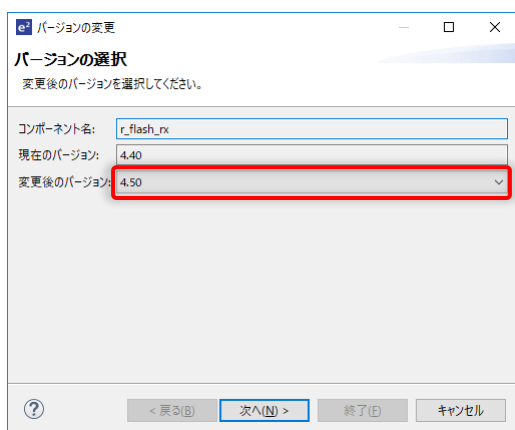 e² バージョンの変更
バージョンの選択
変更後のバージョンを選択してください。
コンポーネント名: r_flash_rx
現在のバージョン: 4.40
変更後のバージョン: 4.50
< 戻る(B) 次へ(N) > 終了(F) キャンセル